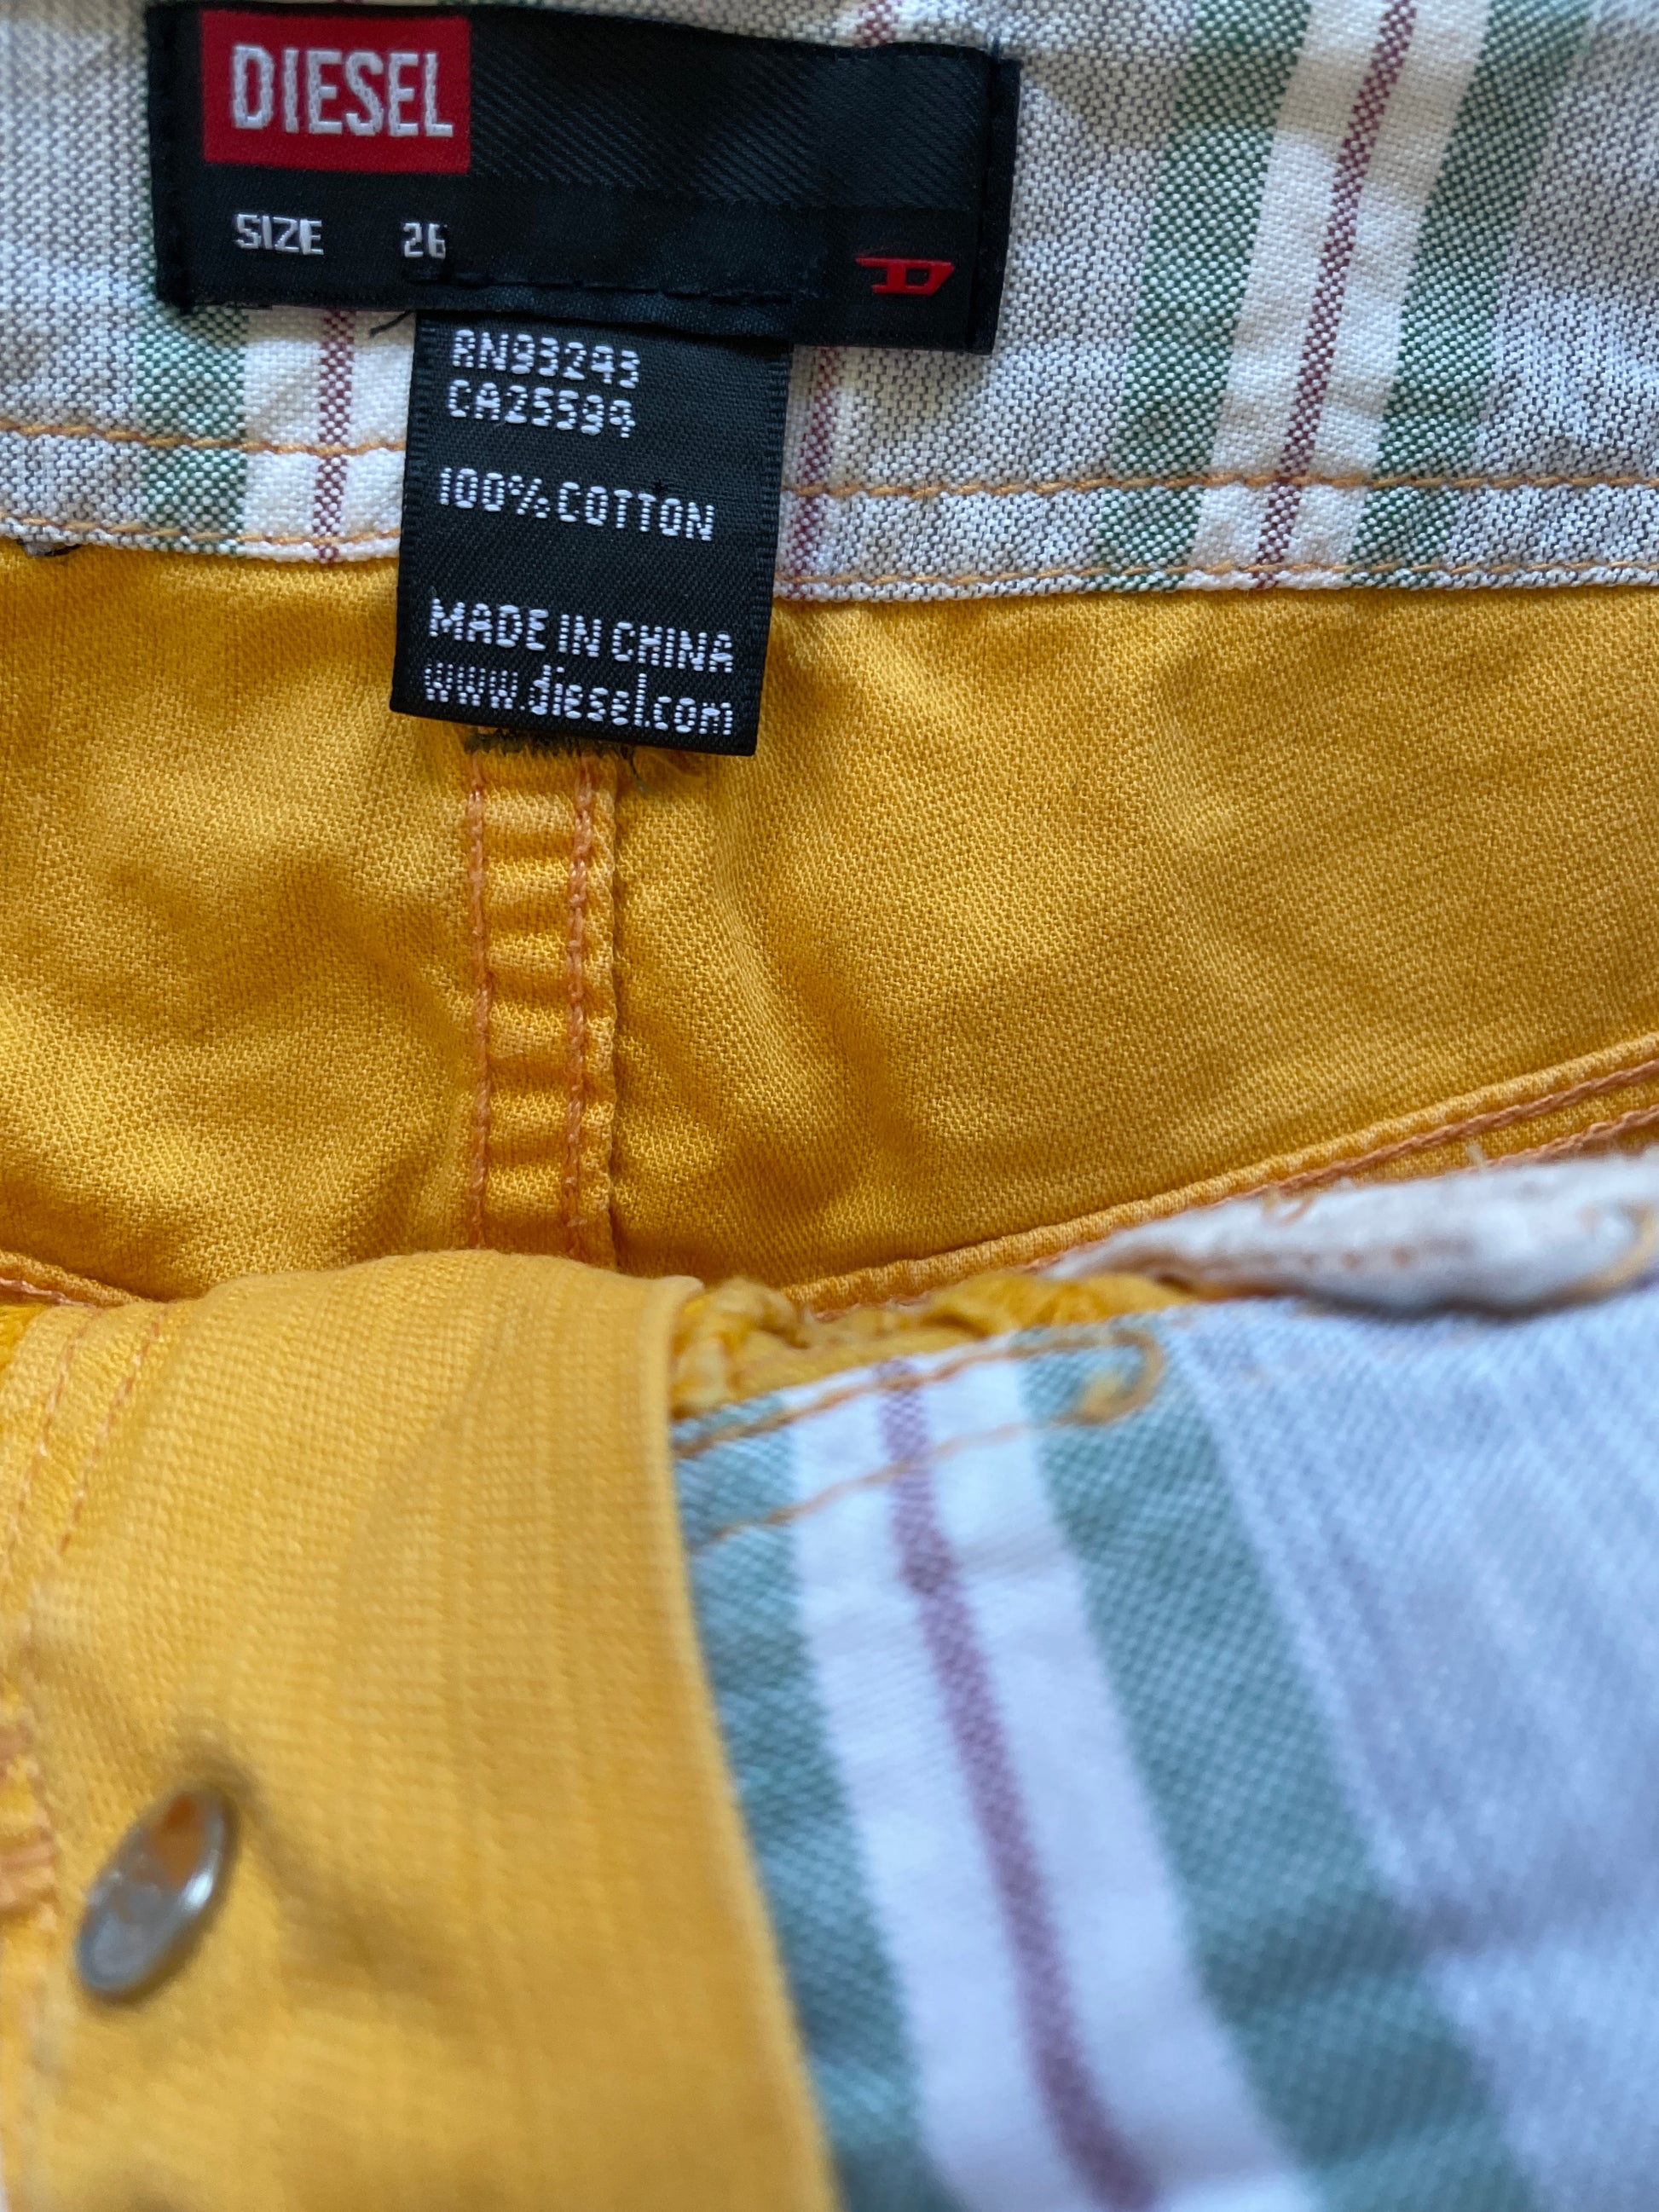 DIESEL
SIZE 26
RN93243
CA25594
100% COTTON
MADE IN CHINA
www.diesel.com